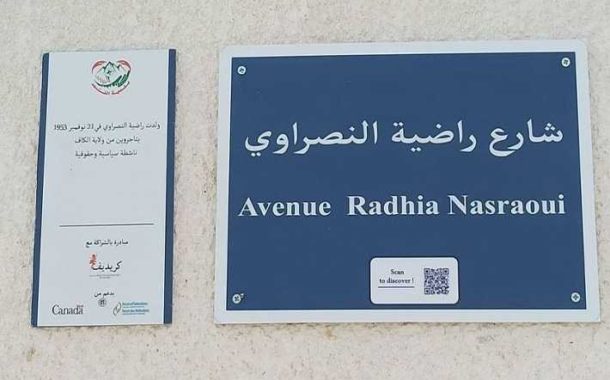 ولدت راضية النصراوي في 21 نوفمبر 1953
بتاجروين من ولاية الكاف
ناشطة سياسية وحقوقية
صادرة بالشراكة مع
كريديف
بدعم من
Canada
شارع راضية النصراوي
Avenue Radhia Nasraoui
Scan
to discover !